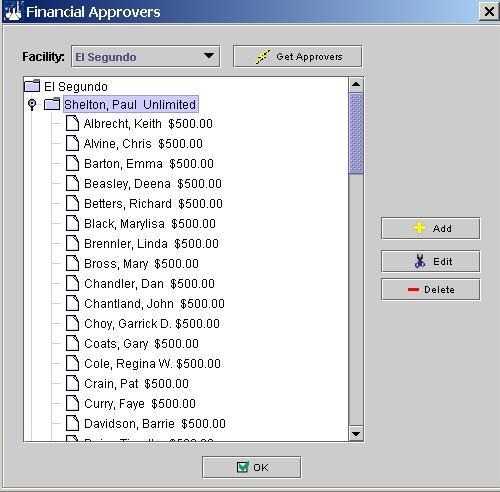 Financial Approvers
Facility: El Segundo Get Approvers
El Segundo
Shelton, Paul Unlimited
Albrecht, Keith $500.00
Alvine, Chris $500.00
Barton, Emma $500.00
Beasley, Deena $500.00
Betters, Richard $500.00
Black, Marylisa $500.00
Brennler, Linda $500.00
Bross, Mary $500.00
Chandler, Dan $500.00
Chantland, John $500.00
Choy, Garrick D. $500.00
Coats, Gary $500.00
Cole, Regina W. $500.00
Crain, Pat $500.00
Curry, Faye $500.00
Davidson, Barrie $500.00
Add
Edit
Delete
OK